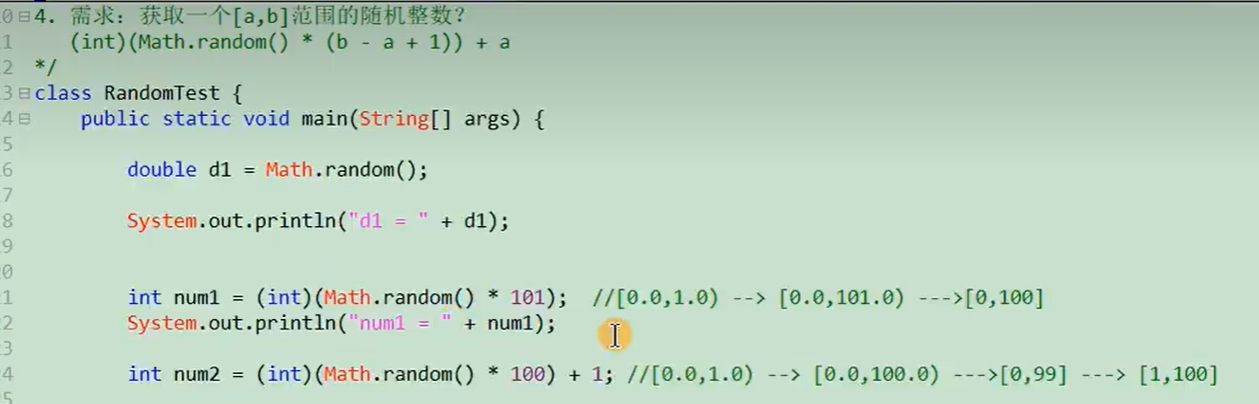 0 4. 需求：获取一个[a,b]范围的随机整数？
1 (int)(Math.random() * (b - a + 1)) + a
2 */
3 class RandomTest {
4 public static void main(String[] args) {
5
6 double d1 = Math.random();
7
8 System.out.println("d1 = " + d1);
9
0
1 int num1 = (int)(Math.random() * 101); //[0.0,1.0) --> [0.0,101.0) --->[0,100]
2 System.out.println("num1 = " + num1);
3
4 int num2 = (int)(Math.random() * 100) + 1; //[0.0,1.0) --> [0.0,100.0) --->[0,99] ---> [1,100]
5